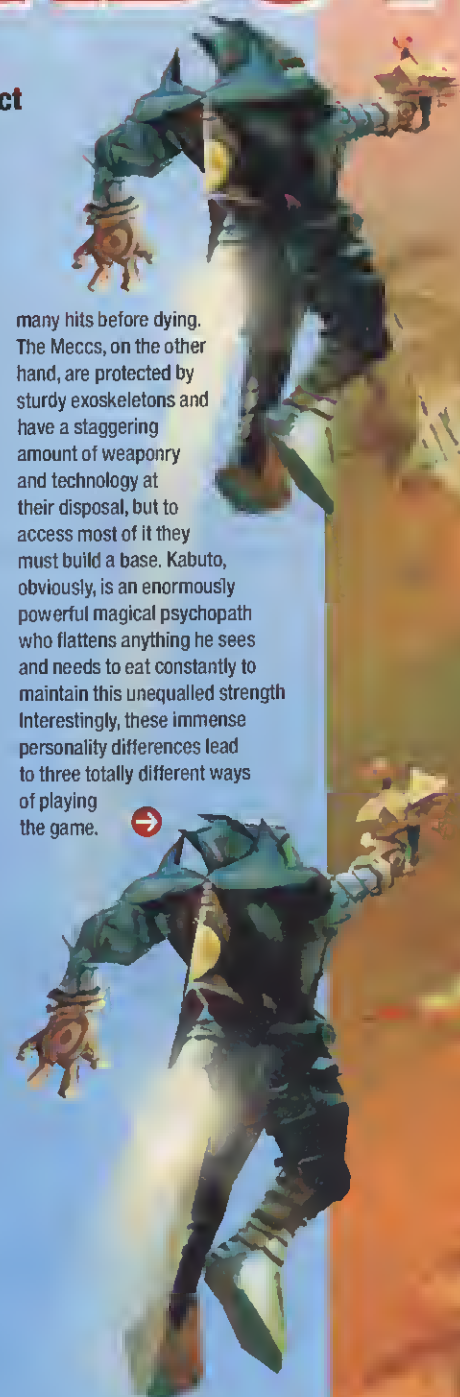 ct
many hits before dying.
The Meccs, on the other
hand, are protected by
sturdy exoskeletons and
have a staggering
amount of weaponry
and technology at
their disposal, but to
access most of it they
must build a base. Kabuto,
obviously, is an enormously
powerful magical psychopath
who flattens anything he sees
and needs to eat constantly to
maintain this unequalled strength
Interestingly, these immense
personality differences lead
to three totally different ways
of playing
the game.